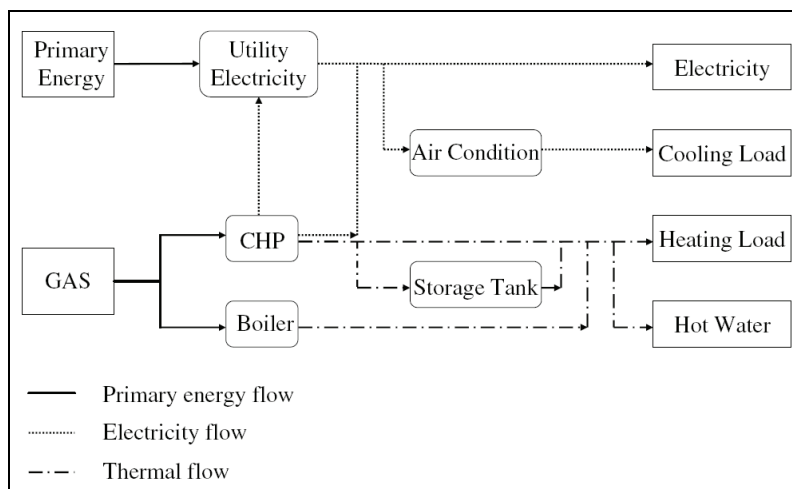 Primary
Energy
Utility
Electricity
Electricity
Air Condition
Cooling Load
CHP
Heating Load
GAS
Storage Tank
Boiler
Hot Water
Primary energy flow
Electricity flow
Thermal flow